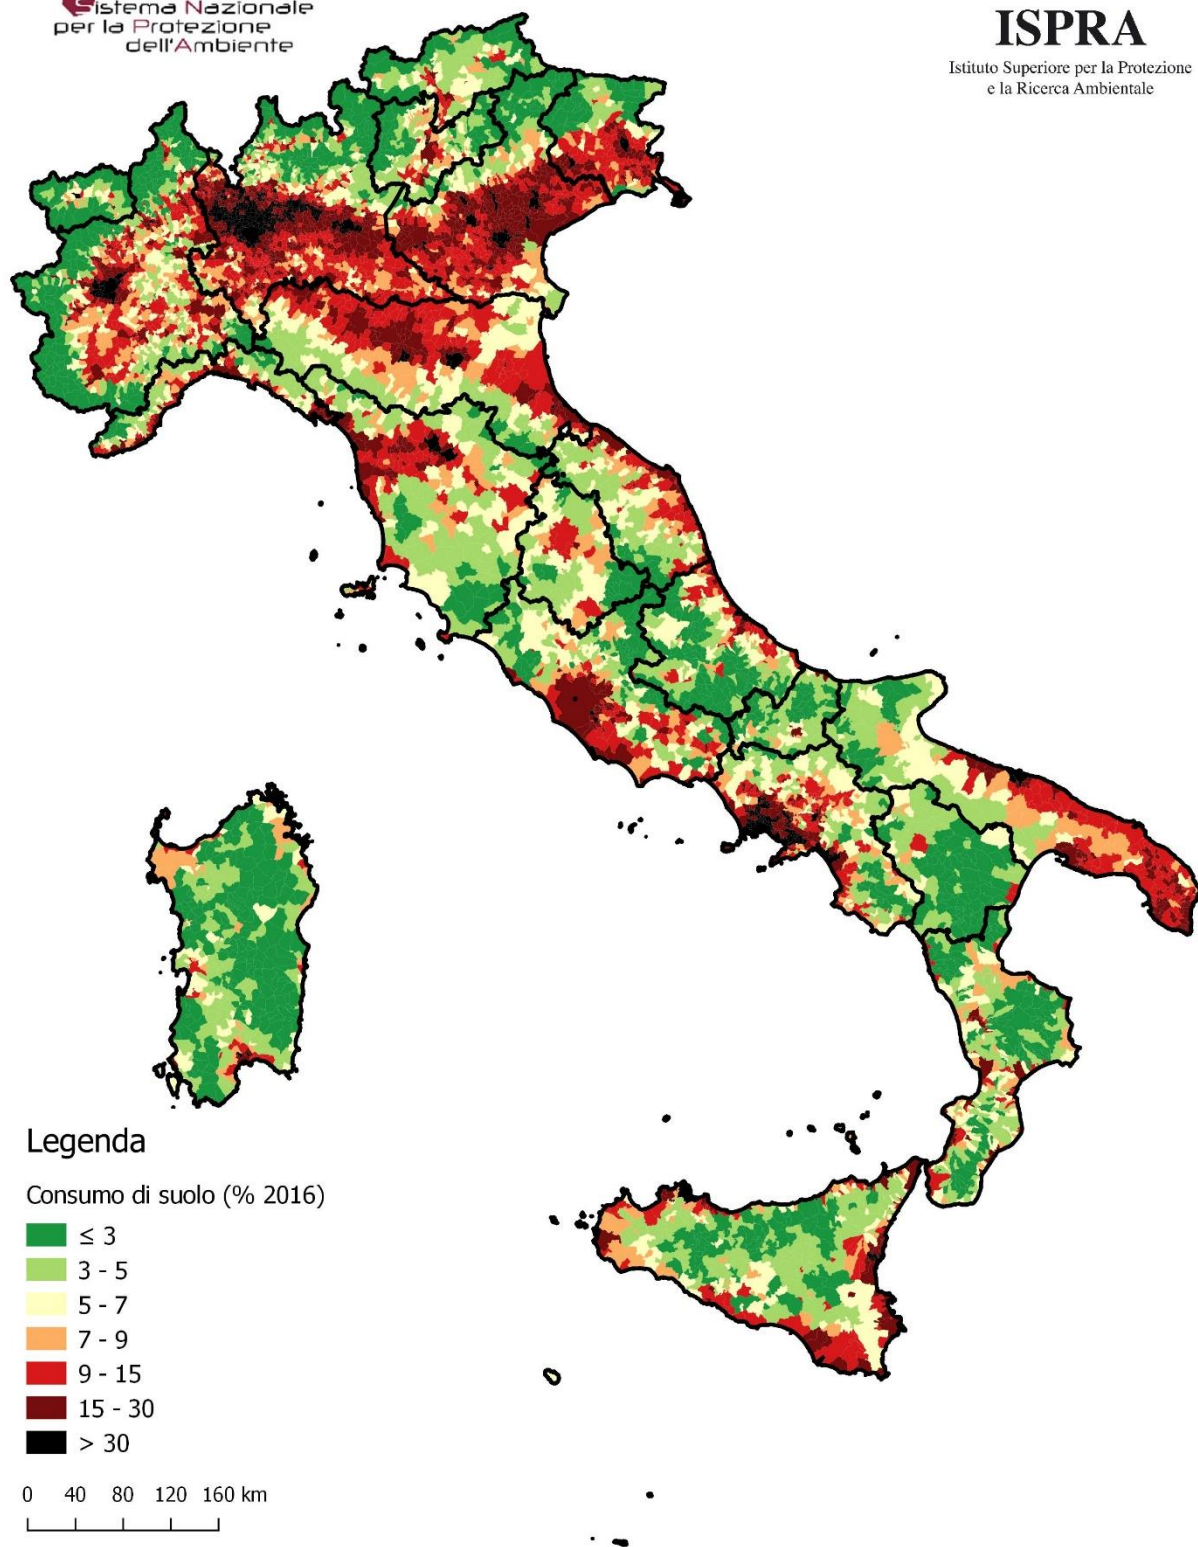 Sistema Nazionale
per la Protezione
dell'Ambiente
ISPRA
Istituto Superiore per la Protezione
e la Ricerca Ambientale
Legenda
Consumo di suolo (% 2016)
≤ 3
3 - 5
5 - 7
7 - 9
9 - 15
15 - 30
> 30
0 40 80 120 160 km